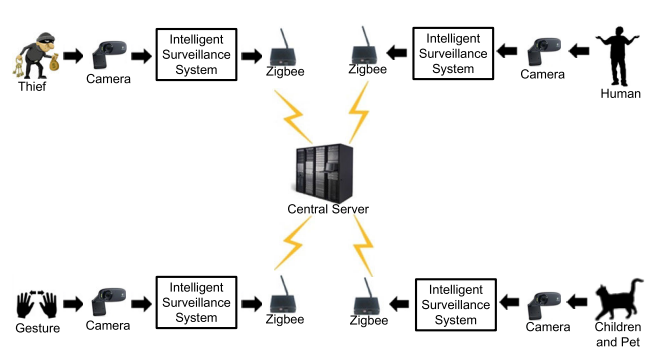 Intelligent
Surveillance
System
Thief
Camera
Zigbee
Zigbee
Intelligent
Surveillance
System
Camera
Human
Central Server
Gesture
Camera
Intelligent
Surveillance
System
Zigbee
Zigbee
Intelligent
Surveillance
System
Camera
Children
and Pet